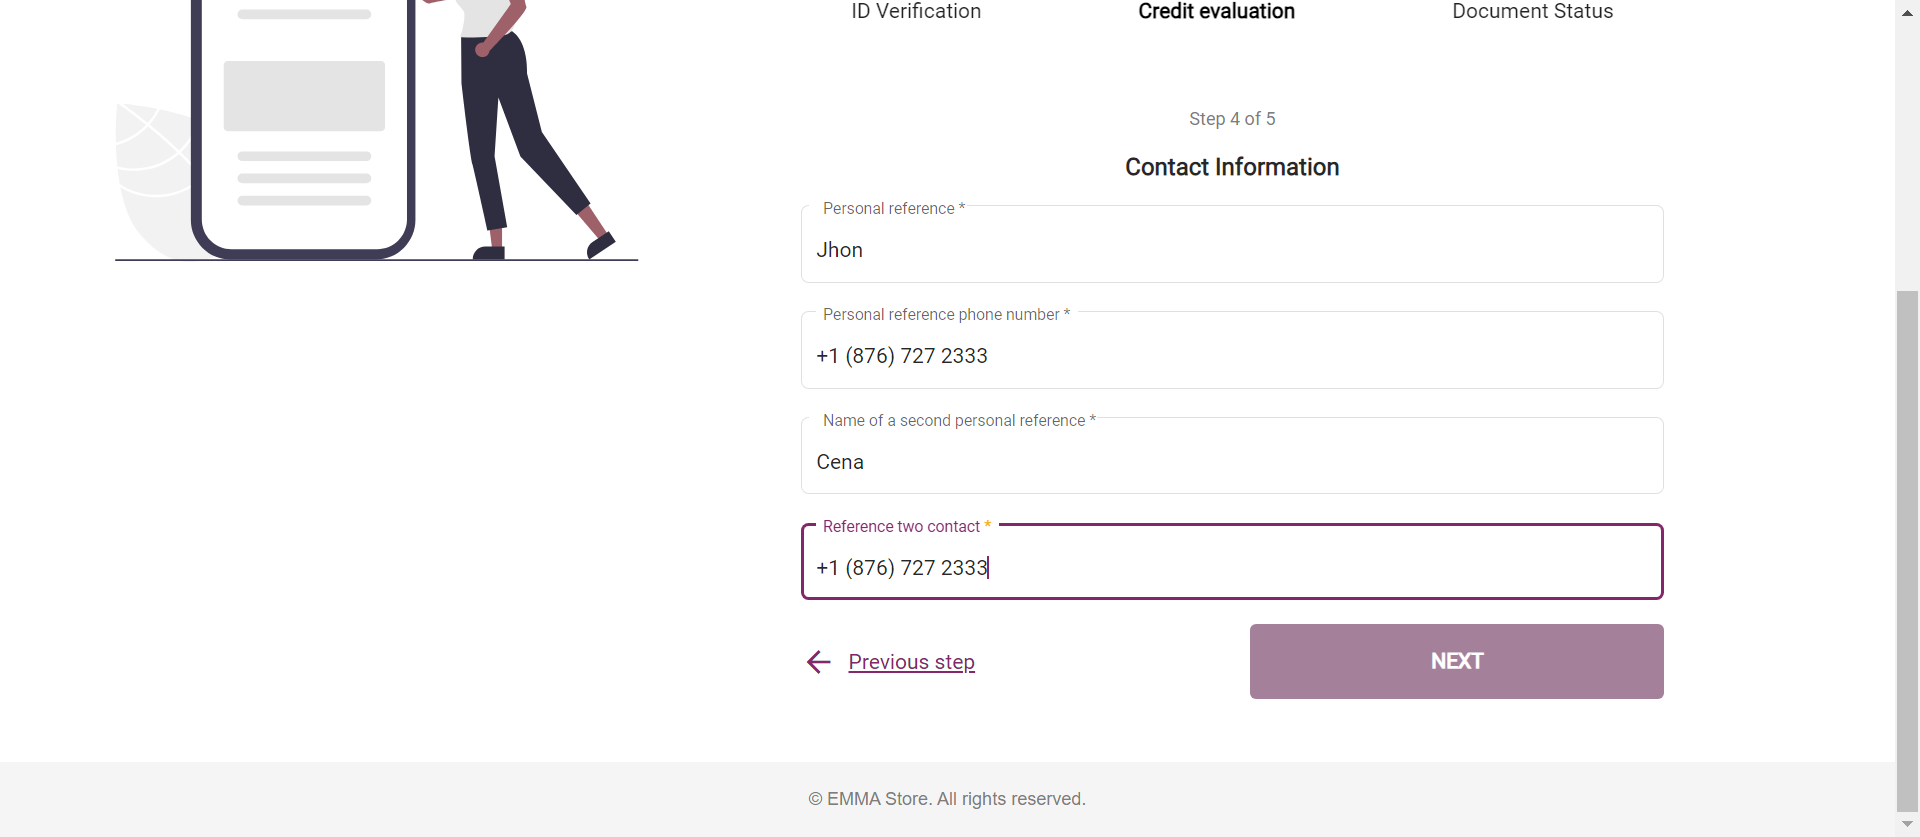 ID Verification
Credit evaluation
Document Status
Step 4 of 5
Contact Information
Personal reference *
Jhon
Personal reference phone number *
+1 (876) 727 2333
Name of a second personal reference *
Cena
Reference two contact *
+1 (876) 727 2333
Previous step
NEXT
© EMMA Store. All rights reserved.